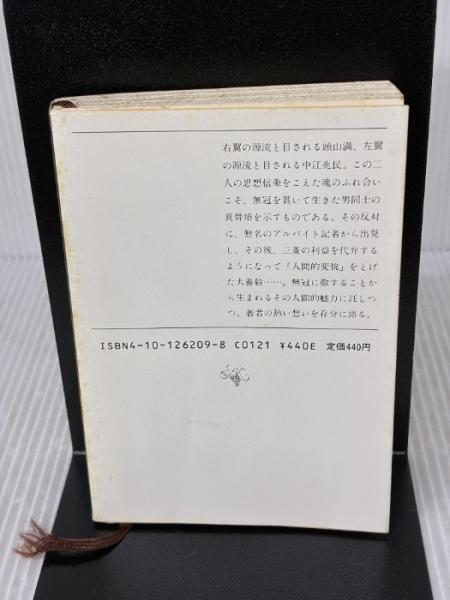 右翼の源流と目される頭山満、左翼
の源流と目される中江兆民。この二
人の思想信条をこえた魂のふれ合い
こそ、無冠を貫いて生きた男同士の
真骨頂を示すものである。その反対
に、無名のアルバイト記者から出発
し、その後、三菱の利益を代弁する
ようになって「人間的変貌」をとげ
た犬養毅……。無冠に徹することか
ら生まれるその人間的魅力に託しつ
つ、著者の熱い想いを存分に語る。
ISBN4-10-126209-8 C0121 ¥440E 定価440円